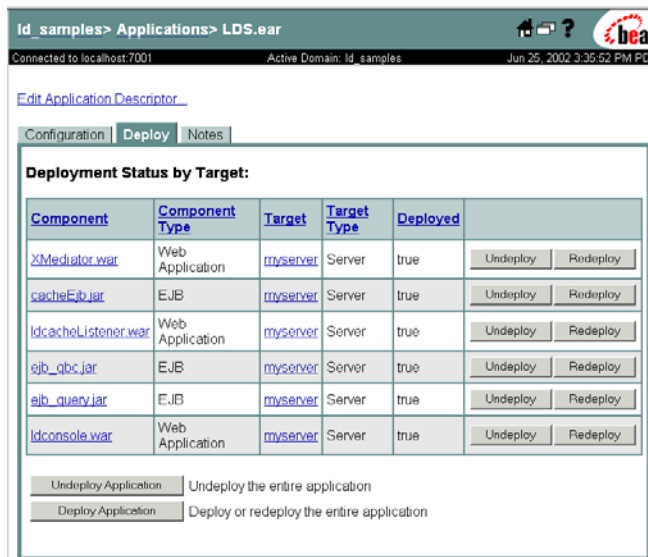 ld_samples> Applications> LDS.ear
? bea
Connected to localhost:7001 Active Domain: ld_samples Jun 25, 2002 3:35:52 PM PD
Edit Application Descriptor...
Configuration Deploy Notes
Deployment Status by Target:
Component Component Type Target Target Type Deployed
XMediator.war Web Application myserver Server true Undeploy Redeploy
cacheEjb.jar EJB myserver Server true Undeploy Redeploy
ldcacheListener.war Web Application myserver Server true Undeploy Redeploy
ejb_qbc.jar EJB myserver Server true Undeploy Redeploy
ejb_query.jar EJB myserver Server true Undeploy Redeploy
ldconsole.war Web Application myserver Server true Undeploy Redeploy
Undeploy Application Undeploy the entire application
Deploy Application Deploy or redeploy the entire application